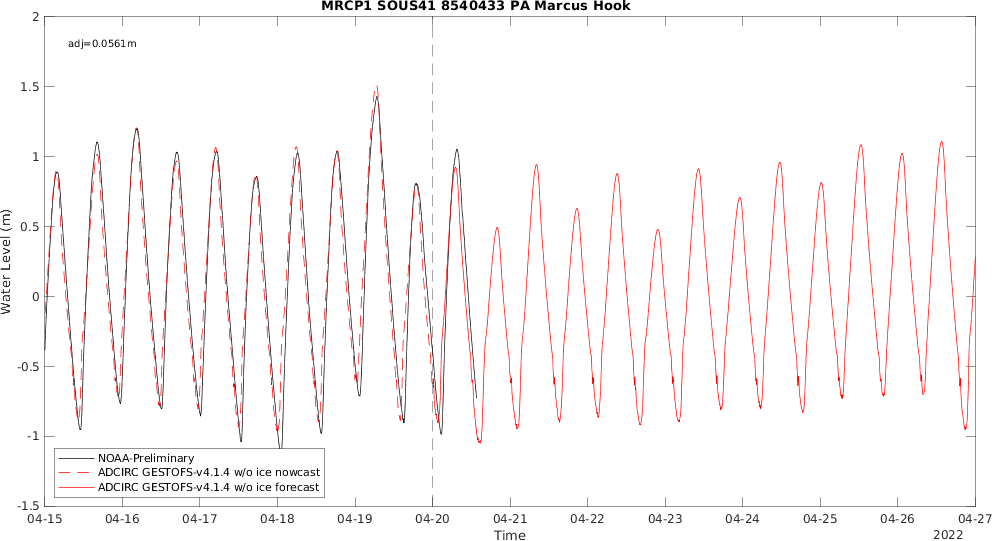 MRCP1 SOUS41 8540433 PA Marcus Hook
adj=0.0561m
2
1.5
1
0.5
0
-0.5
-1
-1.5
Water Level (m)
NOAA-Preliminary
ADCIRC GESTOFS-v4.1.4 w/o ice nowcast
ADCIRC GESTOFS-v4.1.4 w/o ice forecast
04-15 04-16 04-17 04-18 04-19 04-20 04-21 04-22 04-23 04-24 04-25 04-26 04-27
Time
2022